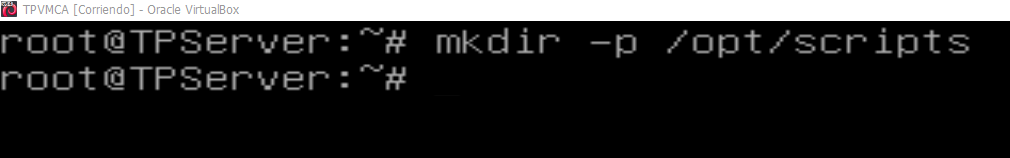 TPVMCA [Corriendo] - Oracle VirtualBox
root@TPServer:~# mkdir -p /opt/scripts
root@TPServer:~#